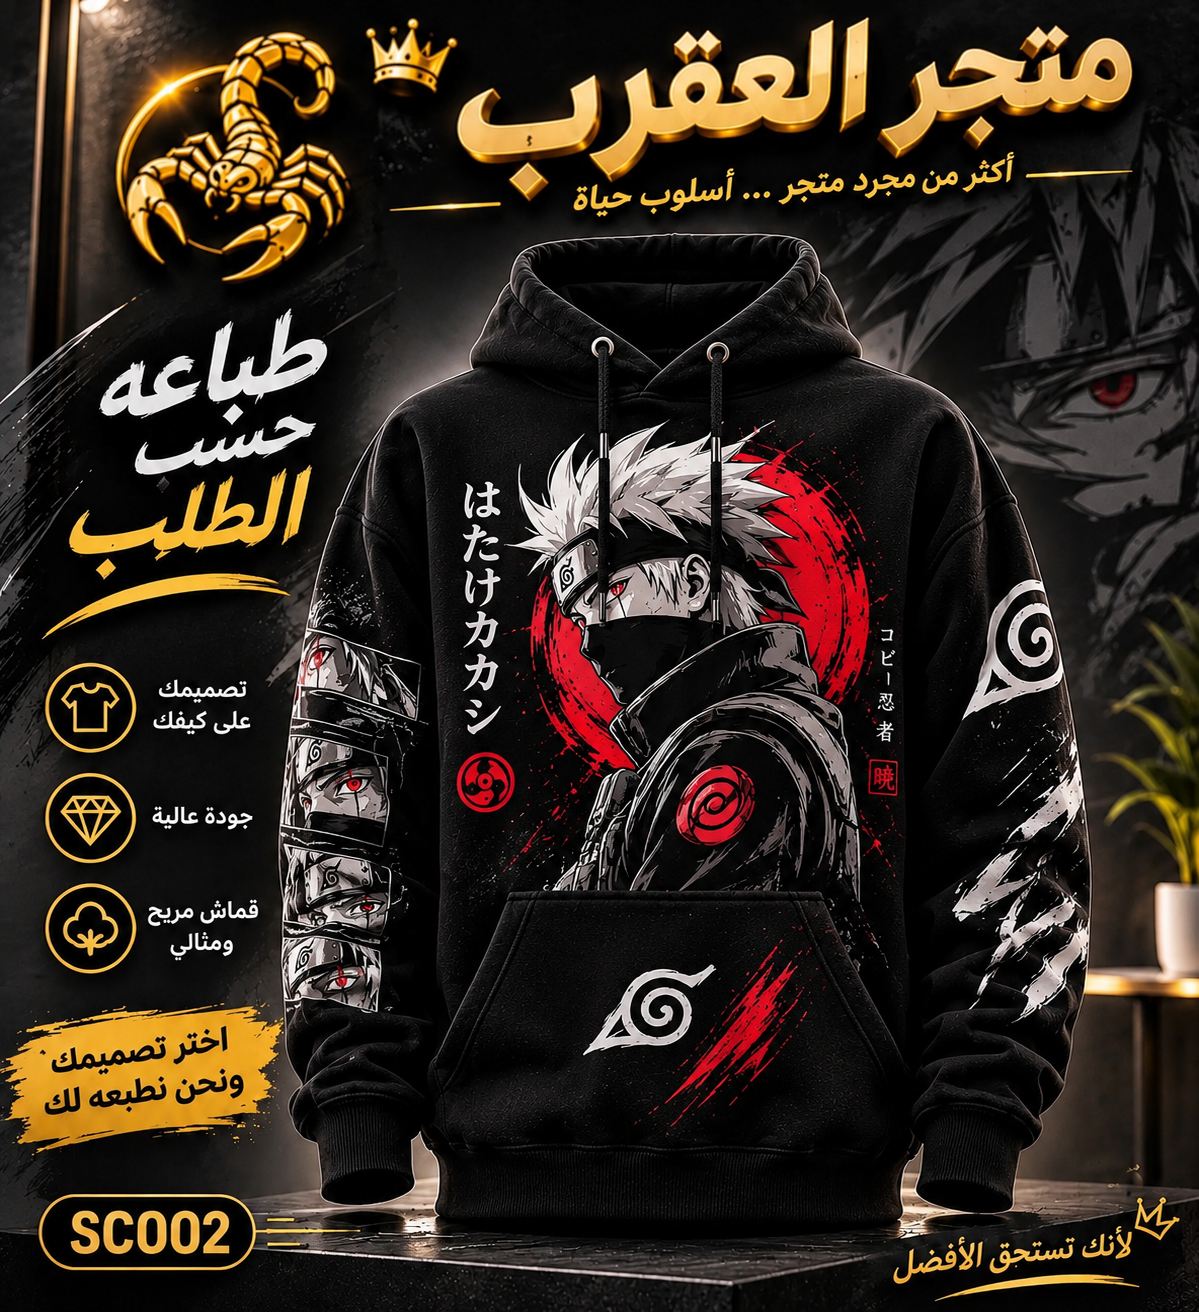 متجر العقرب
أكثر من مجرد متجر ... أسلوب حياة
طباعه
حسب
الطلب
تصميمك
على كيفك
جودة عالية
قماش مريح
ومثالي
اختر تصميمك
ونحن نطبعه لك
SC002
はたけカカシ
コピー忍者
暁
لأنك تستحق الأفضل